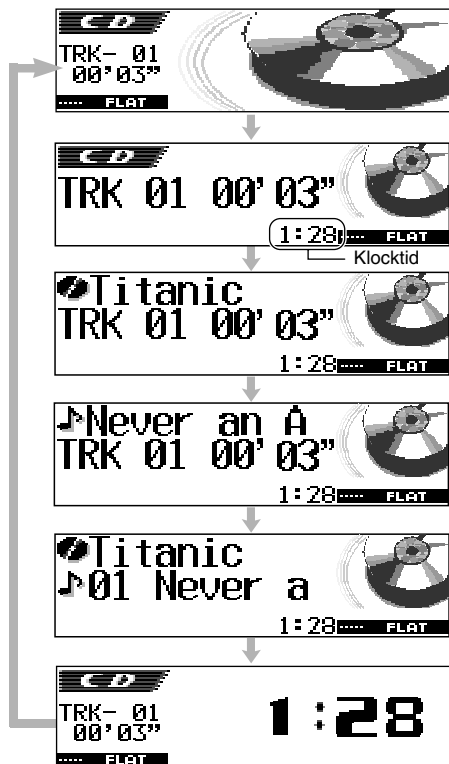 CD
TRK- 01
00'03"
FLAT
CD
TRK 01 00'03"
1:28 FLAT
Klocktid
Titanic
TRK 01 00'03"
1:28 FLAT
Never an A
TRK 01 00'03"
1:28 FLAT
Titanic
01 Never a
1:28 FLAT
CD
TRK- 01
00'03"
1:28
FLAT